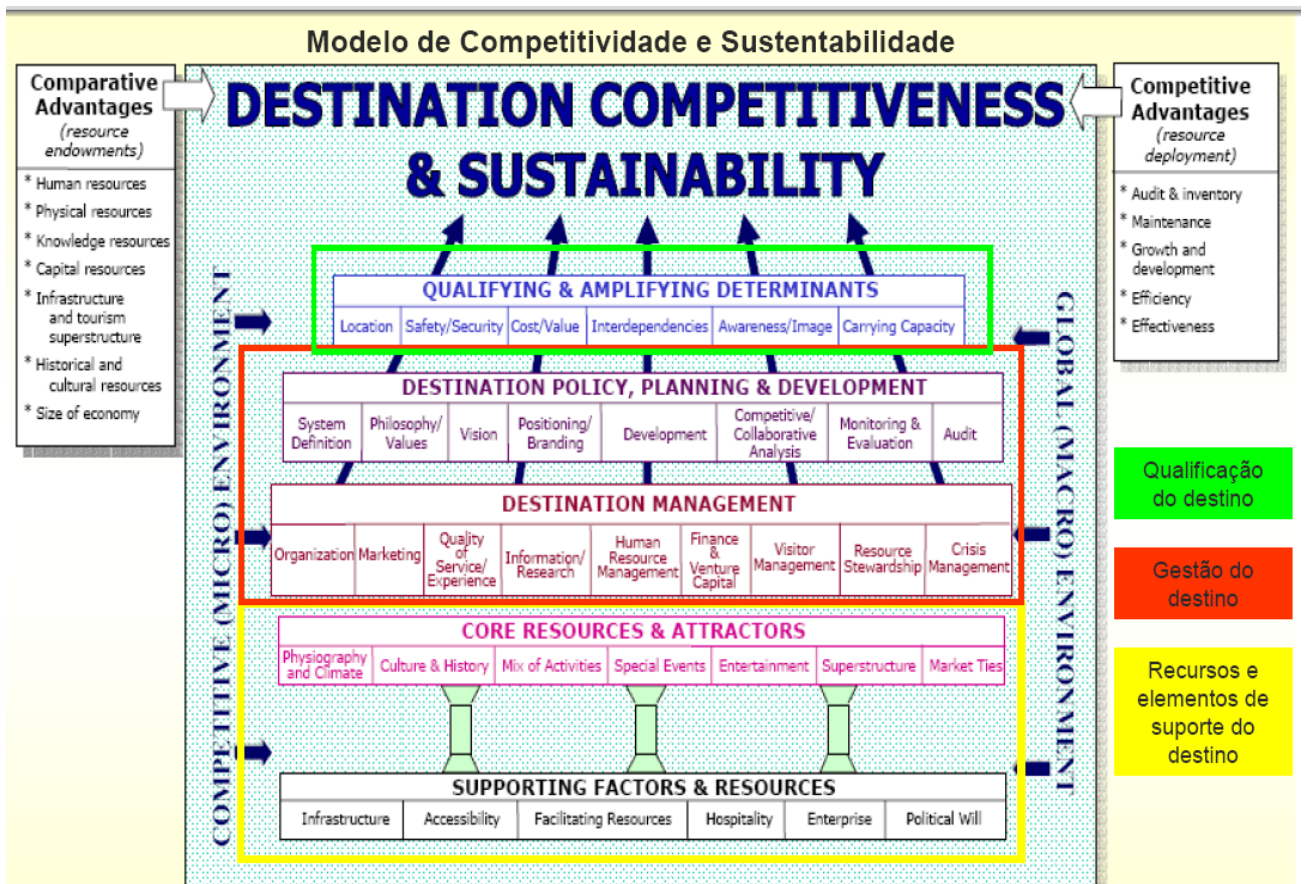 Modelo de Competitividade e Sustentabilidade
Comparative
Advantages
(resource
endowments)
* Human resources
* Physical resources
* Knowledge resources
* Capital resources
* Infrastructure
and tourism
superstructure
* Historical and
cultural resources
* Size of economy
DESTINATION COMPETITIVENESS
& SUSTAINABILITY
Competitive
Advantages
(resource
deployment)
* Audit & inventory
* Maintenance
* Growth and
development
* Efficiency
* Effectiveness
COMPETITIVE (MICRO) ENVIRONMENT
GLOBAL (MACRO) ENVIRONMENT
QUALIFYING & AMPLIFYING DETERMINANTS
Location Safety/Security Cost/Value Interdependencies Awareness/Image Carrying Capacity
DESTINATION POLICY, PLANNING & DEVELOPMENT
System
Definition
Philosophy/
Values
Vision
Positioning/
Branding
Development
Competitive/
Collaborative
Analysis
Monitoring &
Evaluation
Audit
DESTINATION MANAGEMENT
Organization
Marketing
Quality
of
Service/
Experience
Information/
Research
Human
Resource
Management
Finance
&
Venture
Capital
Visitor
Management
Resource
Stewardship
Crisis
Management
CORE RESOURCES & ATTRACTORS
Physiography
and Climate
Culture & History
Mix of Activities
Special Events
Entertainment
Superstructure
Market Ties
SUPPORTING FACTORS & RESOURCES
Infrastructure Accessibility Facilitating Resources Hospitality Enterprise Political Will
Qualificação
do destino
Gestão do
destino
Recursos e
elementos de
suporte do
destino